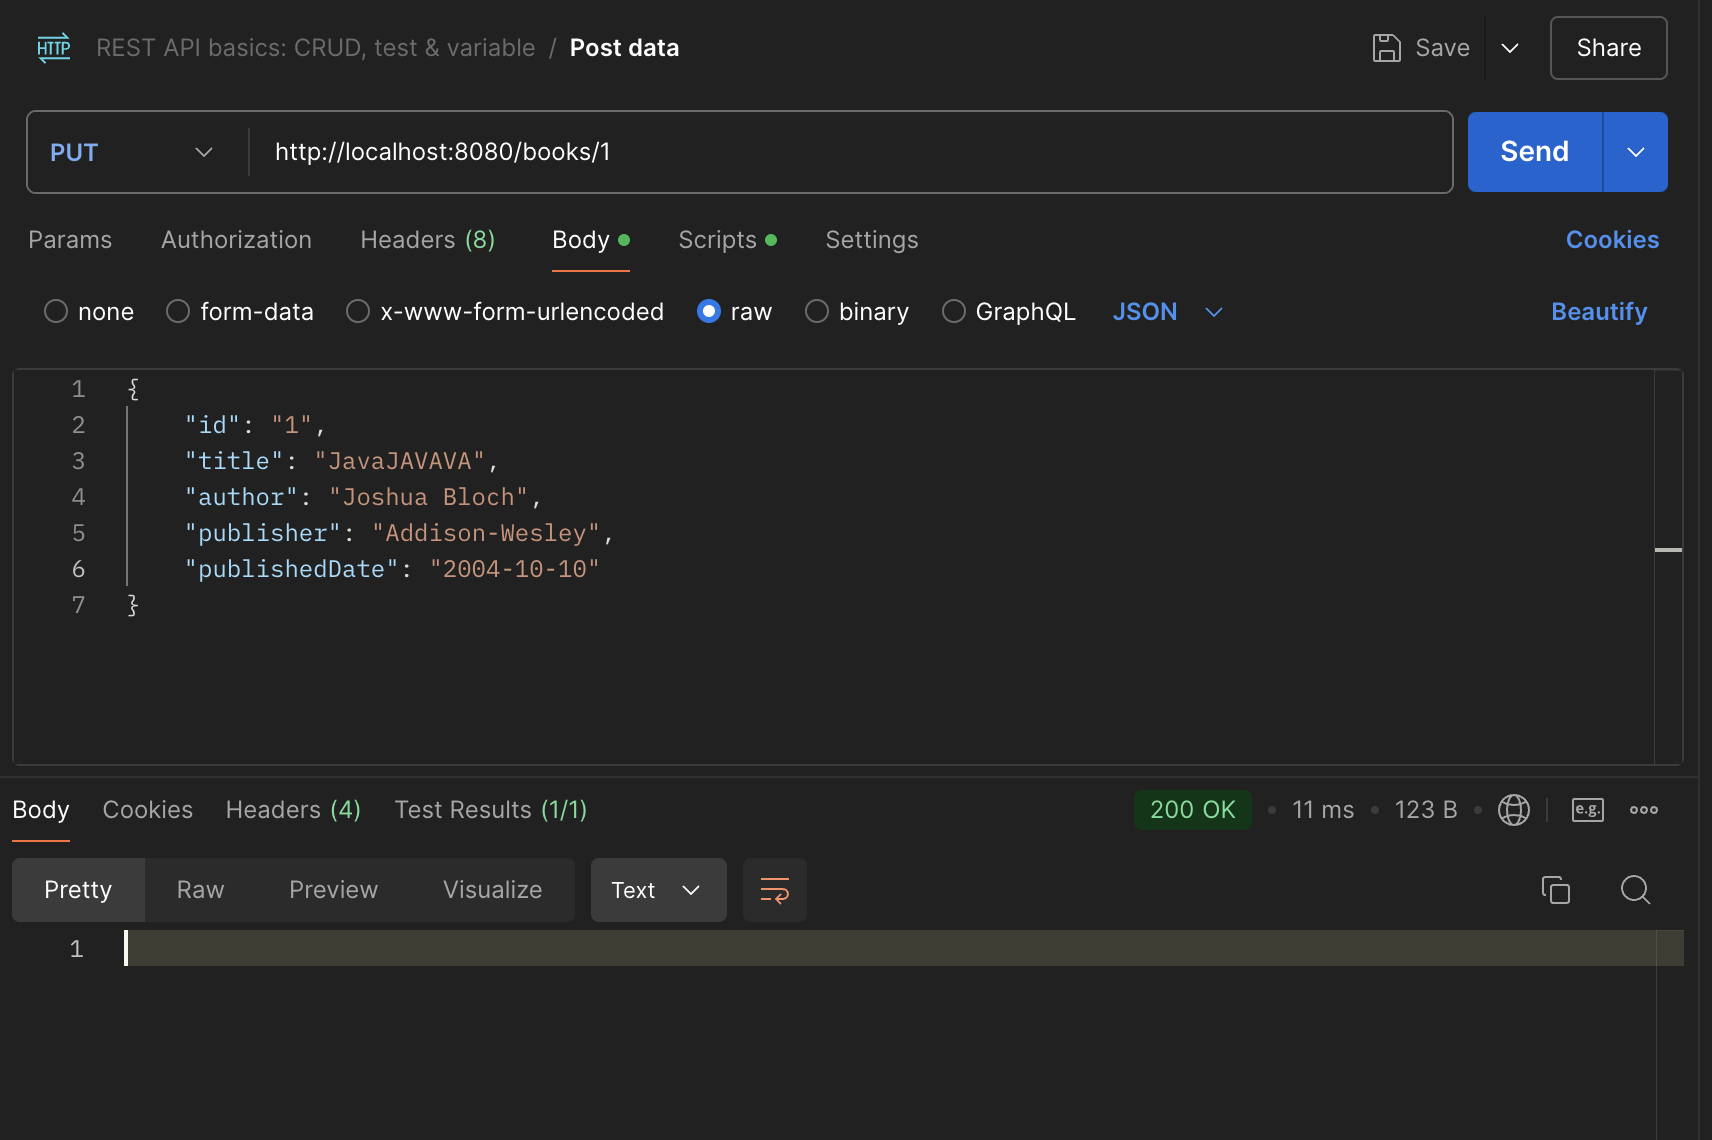 HTTP REST API basics: CRUD, test & variable / Post data Save Share
PUT http://localhost:8080/books/1 Send
Params Authorization Headers (8) Body Scripts Settings Cookies
none form-data x-www-form-urlencoded raw binary GraphQL JSON Beautify
1 {
2 "id": "1",
3 "title": "JavaJAVAVA",
4 "author": "Joshua Bloch",
5 "publisher": "Addison-Wesley",
6 "publishedDate": "2004-10-10"
7 }
Body Cookies Headers (4) Test Results (1/1) 200 OK • 11 ms • 123 B • e.g.
Pretty Raw Preview Visualize Text
1